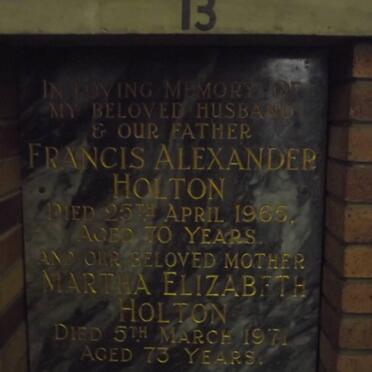 13
IN LOVING MEMORY OF
MY BELOVED HUSBAND
& OUR FATHER
FRANCIS ALEXANDER
HOLTON
DIED 25TH APRIL 1965,
AGED 70 YEARS.
AND OUR BELOVED MOTHER
MARTHA ELIZABETH
HOLTON
DIED 5TH MARCH 1971
AGED 73 YEARS.